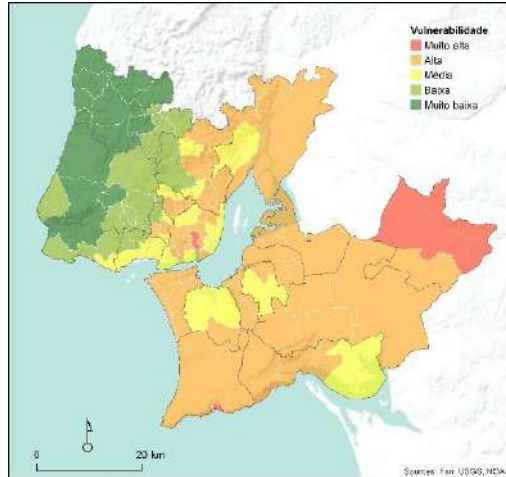 Vulnerabilidade
Muito alta
Alta
Média
Baixa
Muito baixa
0
20 km
Sources: Esri, USGS, NOAA